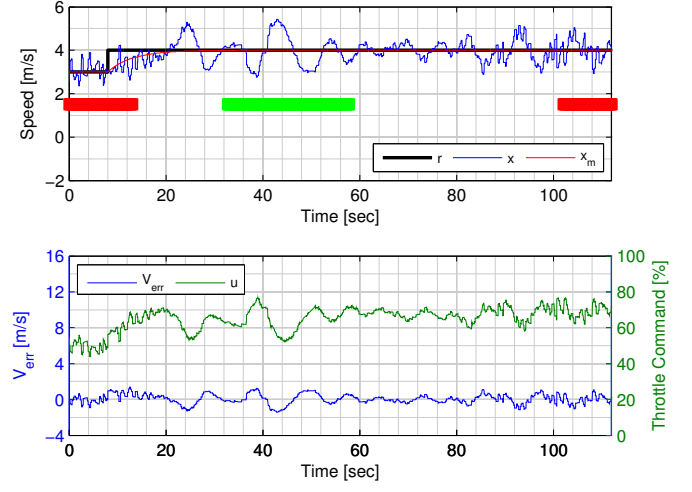 6
4
2
0
−2
Speed [m/s]
0 20 40 60 80 100
Time [sec]
r x x_m
16
12
8
4
0
−4
V_err [m/s]
V_err u
100
80
60
40
20
0
Throttle Command [%]
0 20 40 60 80 100
Time [sec]